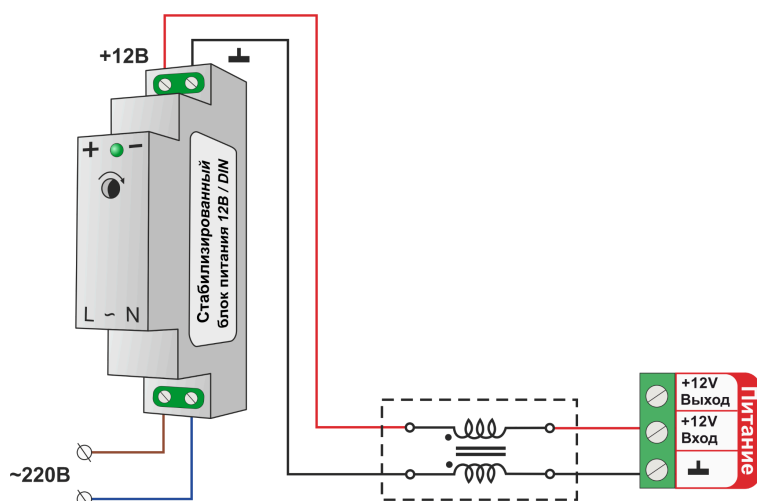 +12В
+ −
Стабилизированный
блок питания 12В / DIN
L ~ N
~220В
+12V
Выход
+12V
Вход
Питание